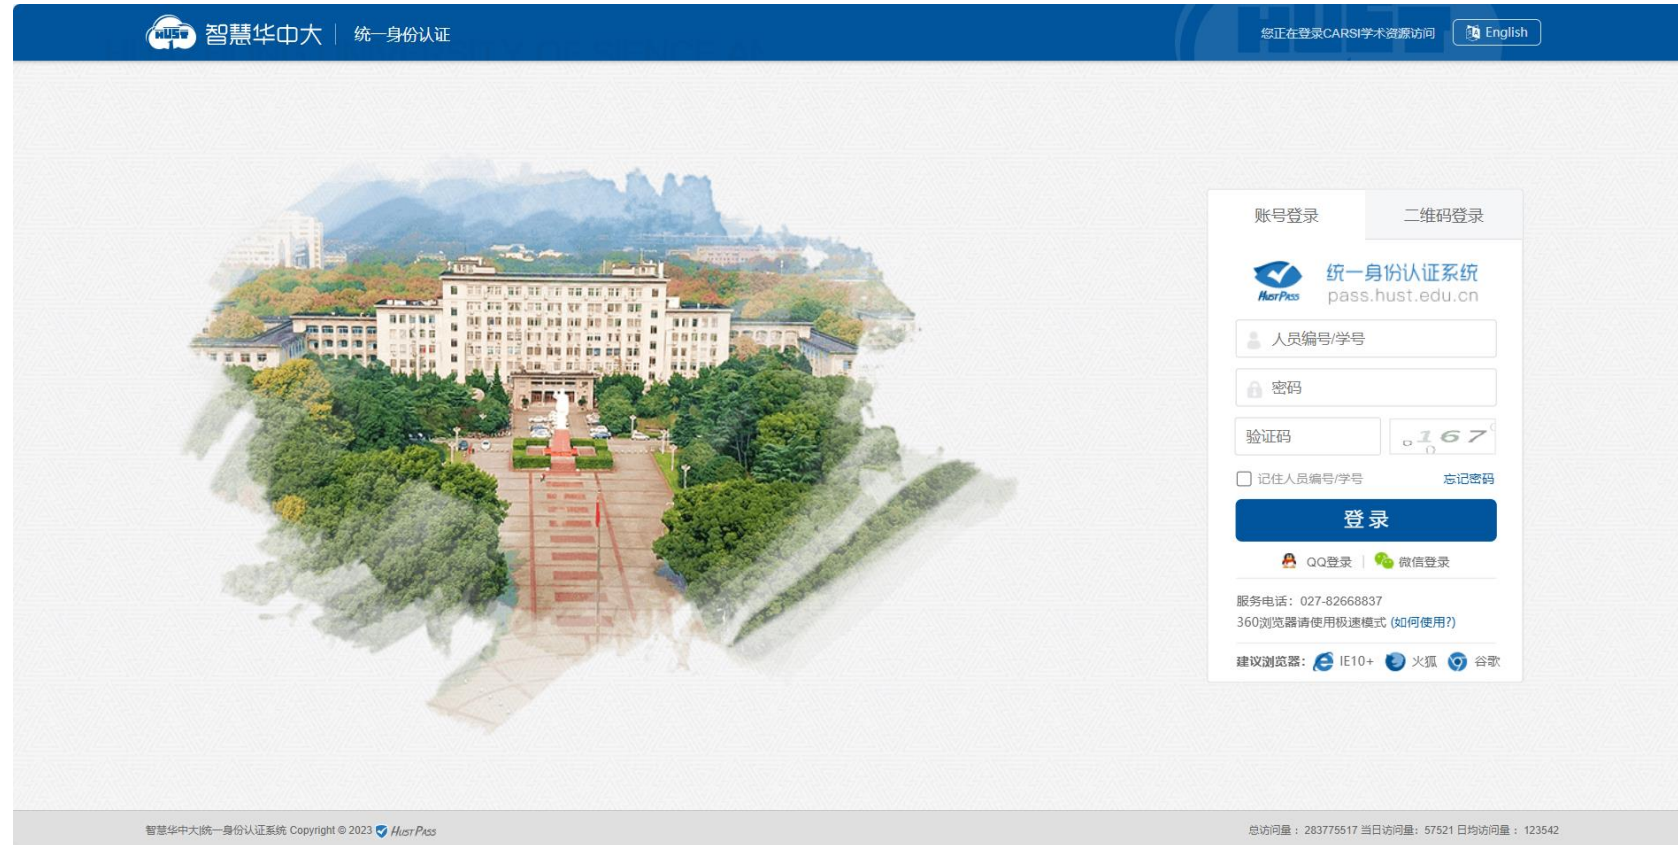 HUST 智慧华中大 统一身份认证 您正在登录CARSI学术资源访问 English
账号登录 二维码登录
统一身份认证系统
HustPass pass.hust.edu.cn
人员编号/学号
密码
验证码 167
记住人员编号/学号 忘记密码
登录
QQ登录 微信登录
服务电话：027-82668837
360浏览器请使用极速模式 (如何使用?)
建议浏览器： IE10+ 火狐 谷歌
智慧华中大|统一身份认证系统 Copyright © 2023 HustPass 总访问量： 283775517 当日访问量：57521 日均访问量： 123542